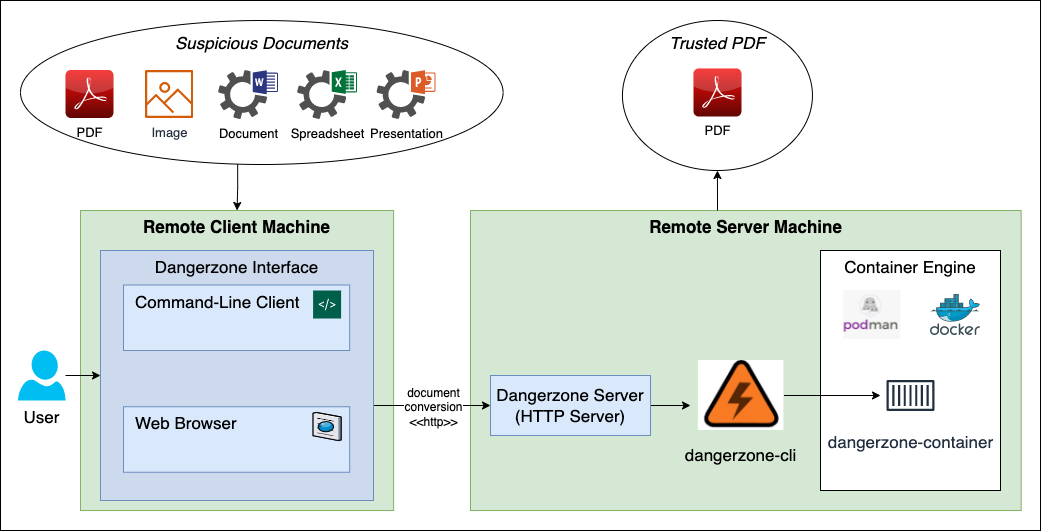 Suspicious Documents
W
X
P
PDF
Image
Document
Spreadsheet
Presentation
Trusted PDF
PDF
Remote Client Machine
Dangerzone Interface
Command-Line Client
</>
Web Browser
User
document
conversion
<<http>>
Remote Server Machine
Dangerzone Server
(HTTP Server)
dangerzone-cli
Container Engine
podman
docker
dangerzone-container